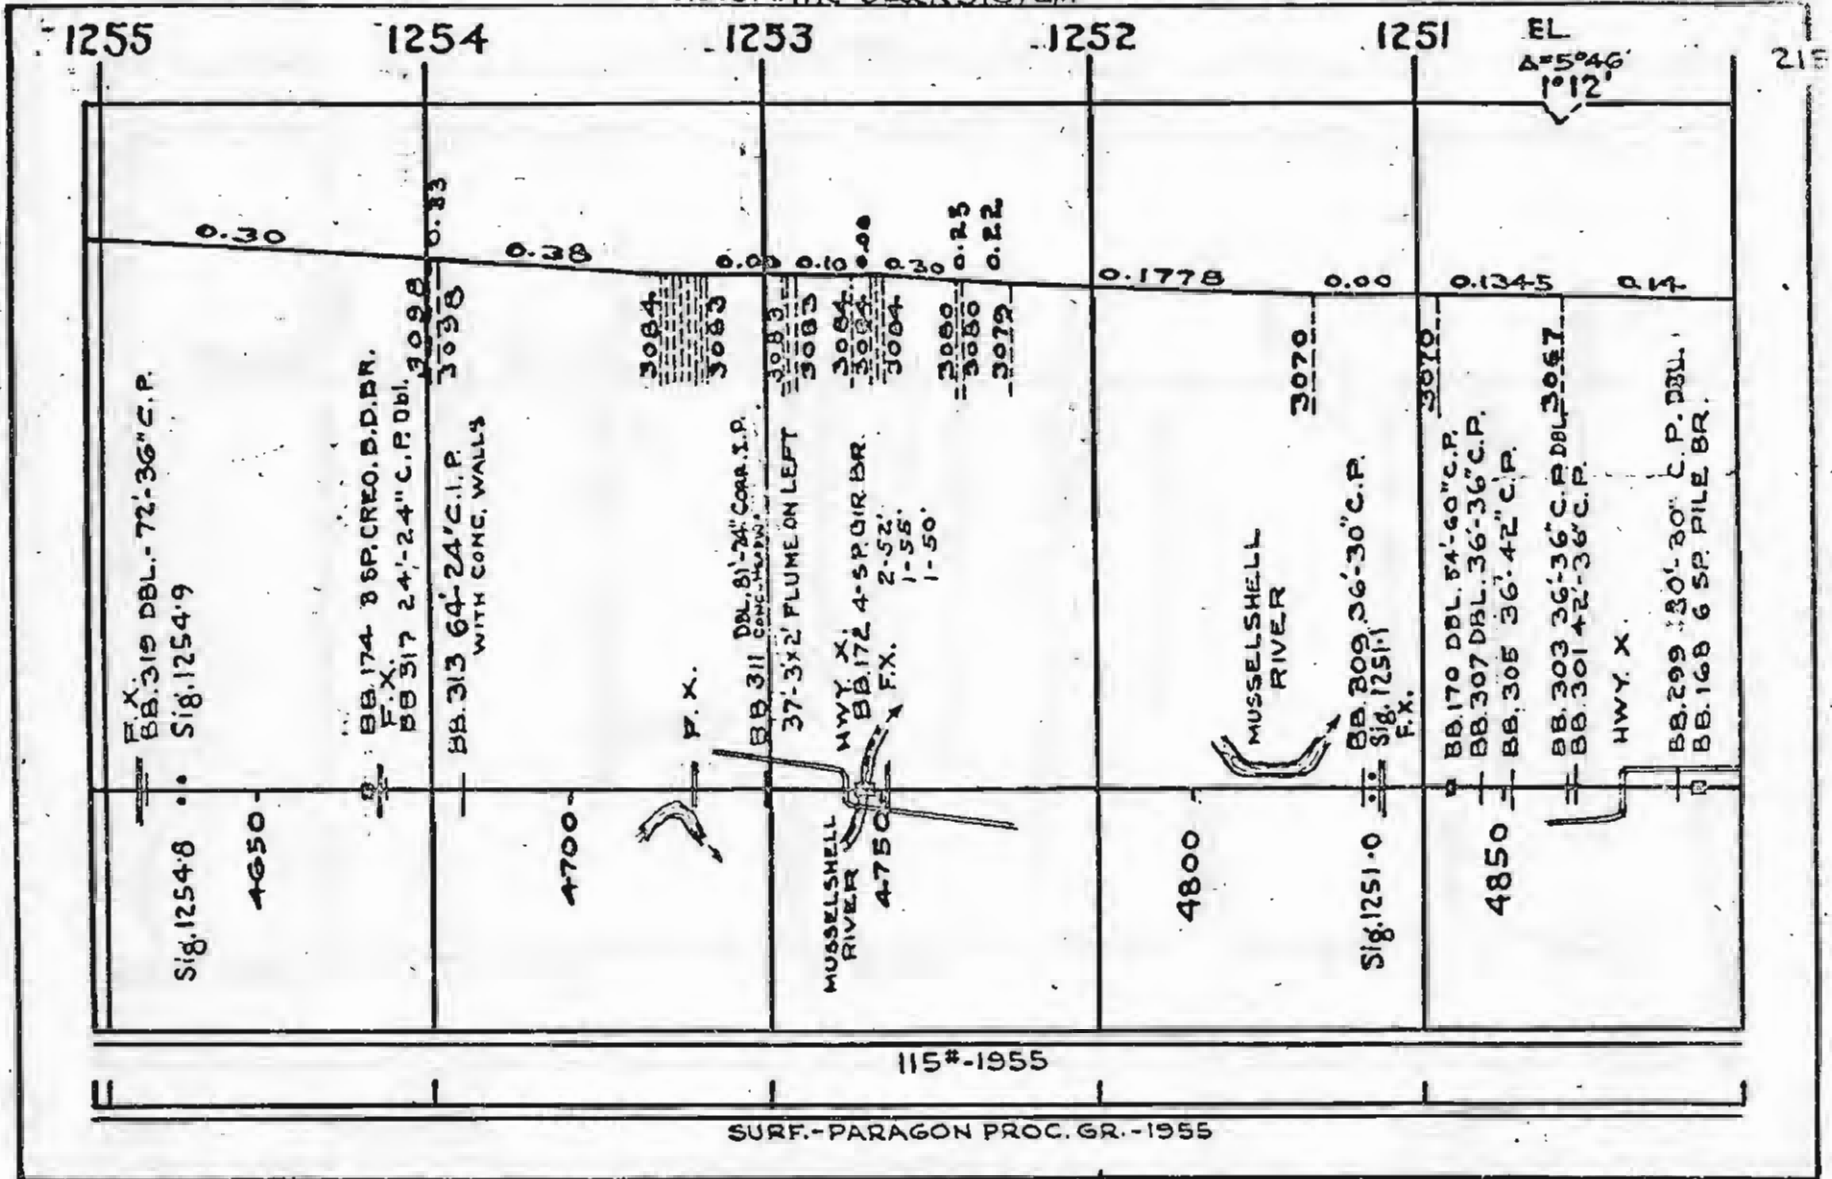 1255
1254
1253
1252
1251
EL
Δ=5°46'
1°12'
0.30
0.83
0.38
0.00
0.10
0.00
0.30
0.25
0.22
0.1778
0.00
0.1345
0.14
3098
3098
3084
3083
3083
3083
3084
3084
3084
3080
3080
3079
3070
3070
3067
F.X.
BB.319 DBL.-72'-36"C.P.
Sig.1254.9
BB.174 8 SP.CREO.B.D.BR.
F.X.
BB 317 24'-24"C.P. Dbl.
BB.313 64'-24"C.I.P.
WITH CONC. WALLS
F.X.
BB.311 DBL.81'-24" CORR.I.P.
CONC.
37'-3'x2' FLUME ON LEFT
HWY. X.
BB.172 4-SP.GIR.BR.
2-52'
1-55'
1-50'
F.X.
MUSSELSHELL
RIVER
BB.309 36'-30"C.P.
Sig.1251.1
F.X.
BB.170 DBL. 54'-60"C.P.
BB.307 DBL.36'-36"C.P.
BB.305 36'-42"C.P.
BB.303 36'-36"C.P. DBL.
BB.301 42'-36"C.P.
HWY. X.
BB.299 30'-30" C.P. DBL.
BB.168 6 SP. PILE BR.
Sig.1254.8
4650
4700
MUSSELSHELL
RIVER
4750
4800
Sig.1251.0
4850
115#-1955
SURF.-PARAGON PROC. GR.-1955